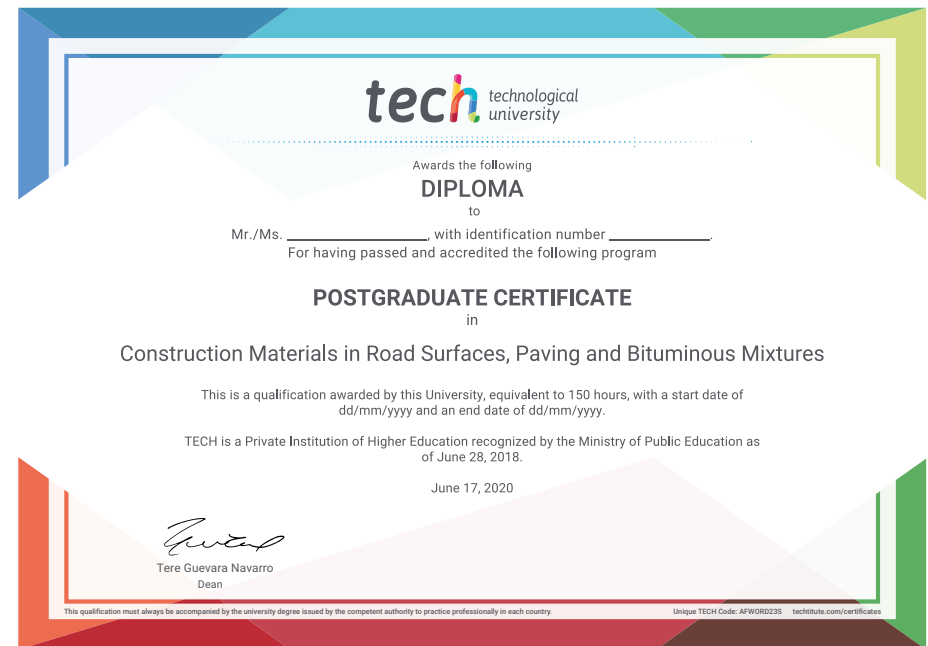 tech technological
university
Awards the following
DIPLOMA
to
Mr./Ms. ____________________, with identification number ______________.
For having passed and accredited the following program
POSTGRADUATE CERTIFICATE
in
Construction Materials in Road Surfaces, Paving and Bituminous Mixtures
This is a qualification awarded by this University, equivalent to 150 hours, with a start date of
dd/mm/yyyy and an end date of dd/mm/yyyy.
TECH is a Private Institution of Higher Education recognized by the Ministry of Public Education as
of June 28, 2018.
June 17, 2020
Tere Guevara Navarro
Dean
This qualification must always be accompanied by the university degree issued by the competent authority to practice professionally in each country.
Unique TECH Code: AFWORD23S techtitute.com/certificates